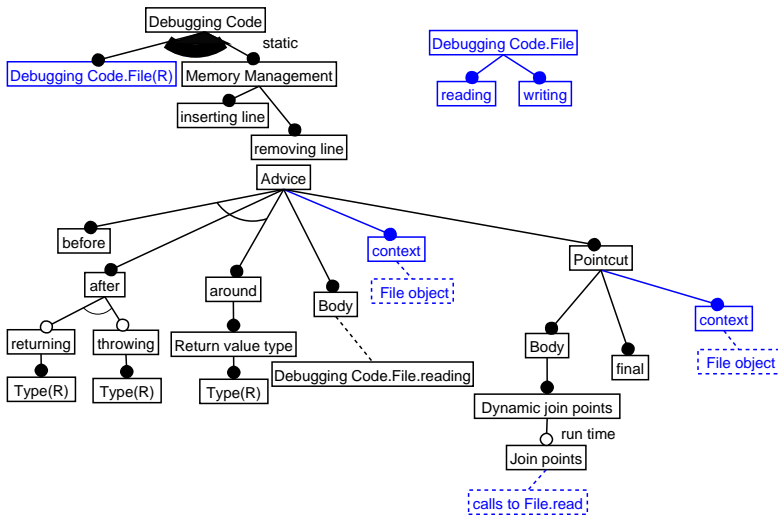 Debugging Code
static
Debugging Code.File
Debugging Code.File(R)
Memory Management
reading
writing
inserting line
removing line
Advice
before
context
Pointcut
after
around
Body
File object
context
returning
throwing
Return value type
Body
final
File object
Debugging Code.File.reading
Type(R)
Type(R)
Type(R)
Dynamic join points
run time
Join points
calls to File.read